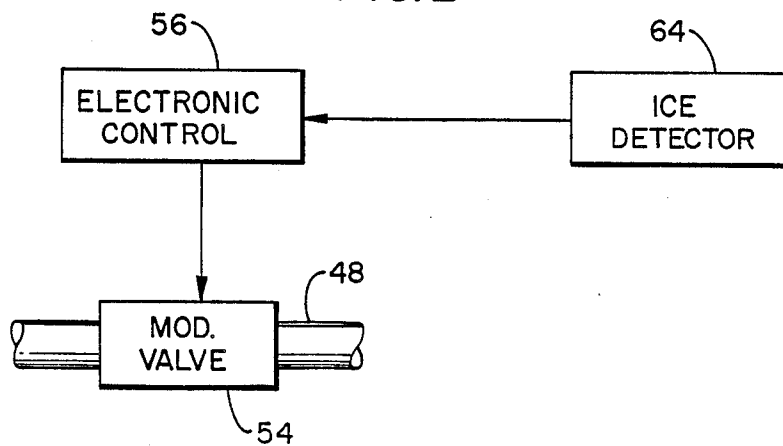 56
64
ELECTRONIC
CONTROL
ICE
DETECTOR
48
MOD.
VALVE
54